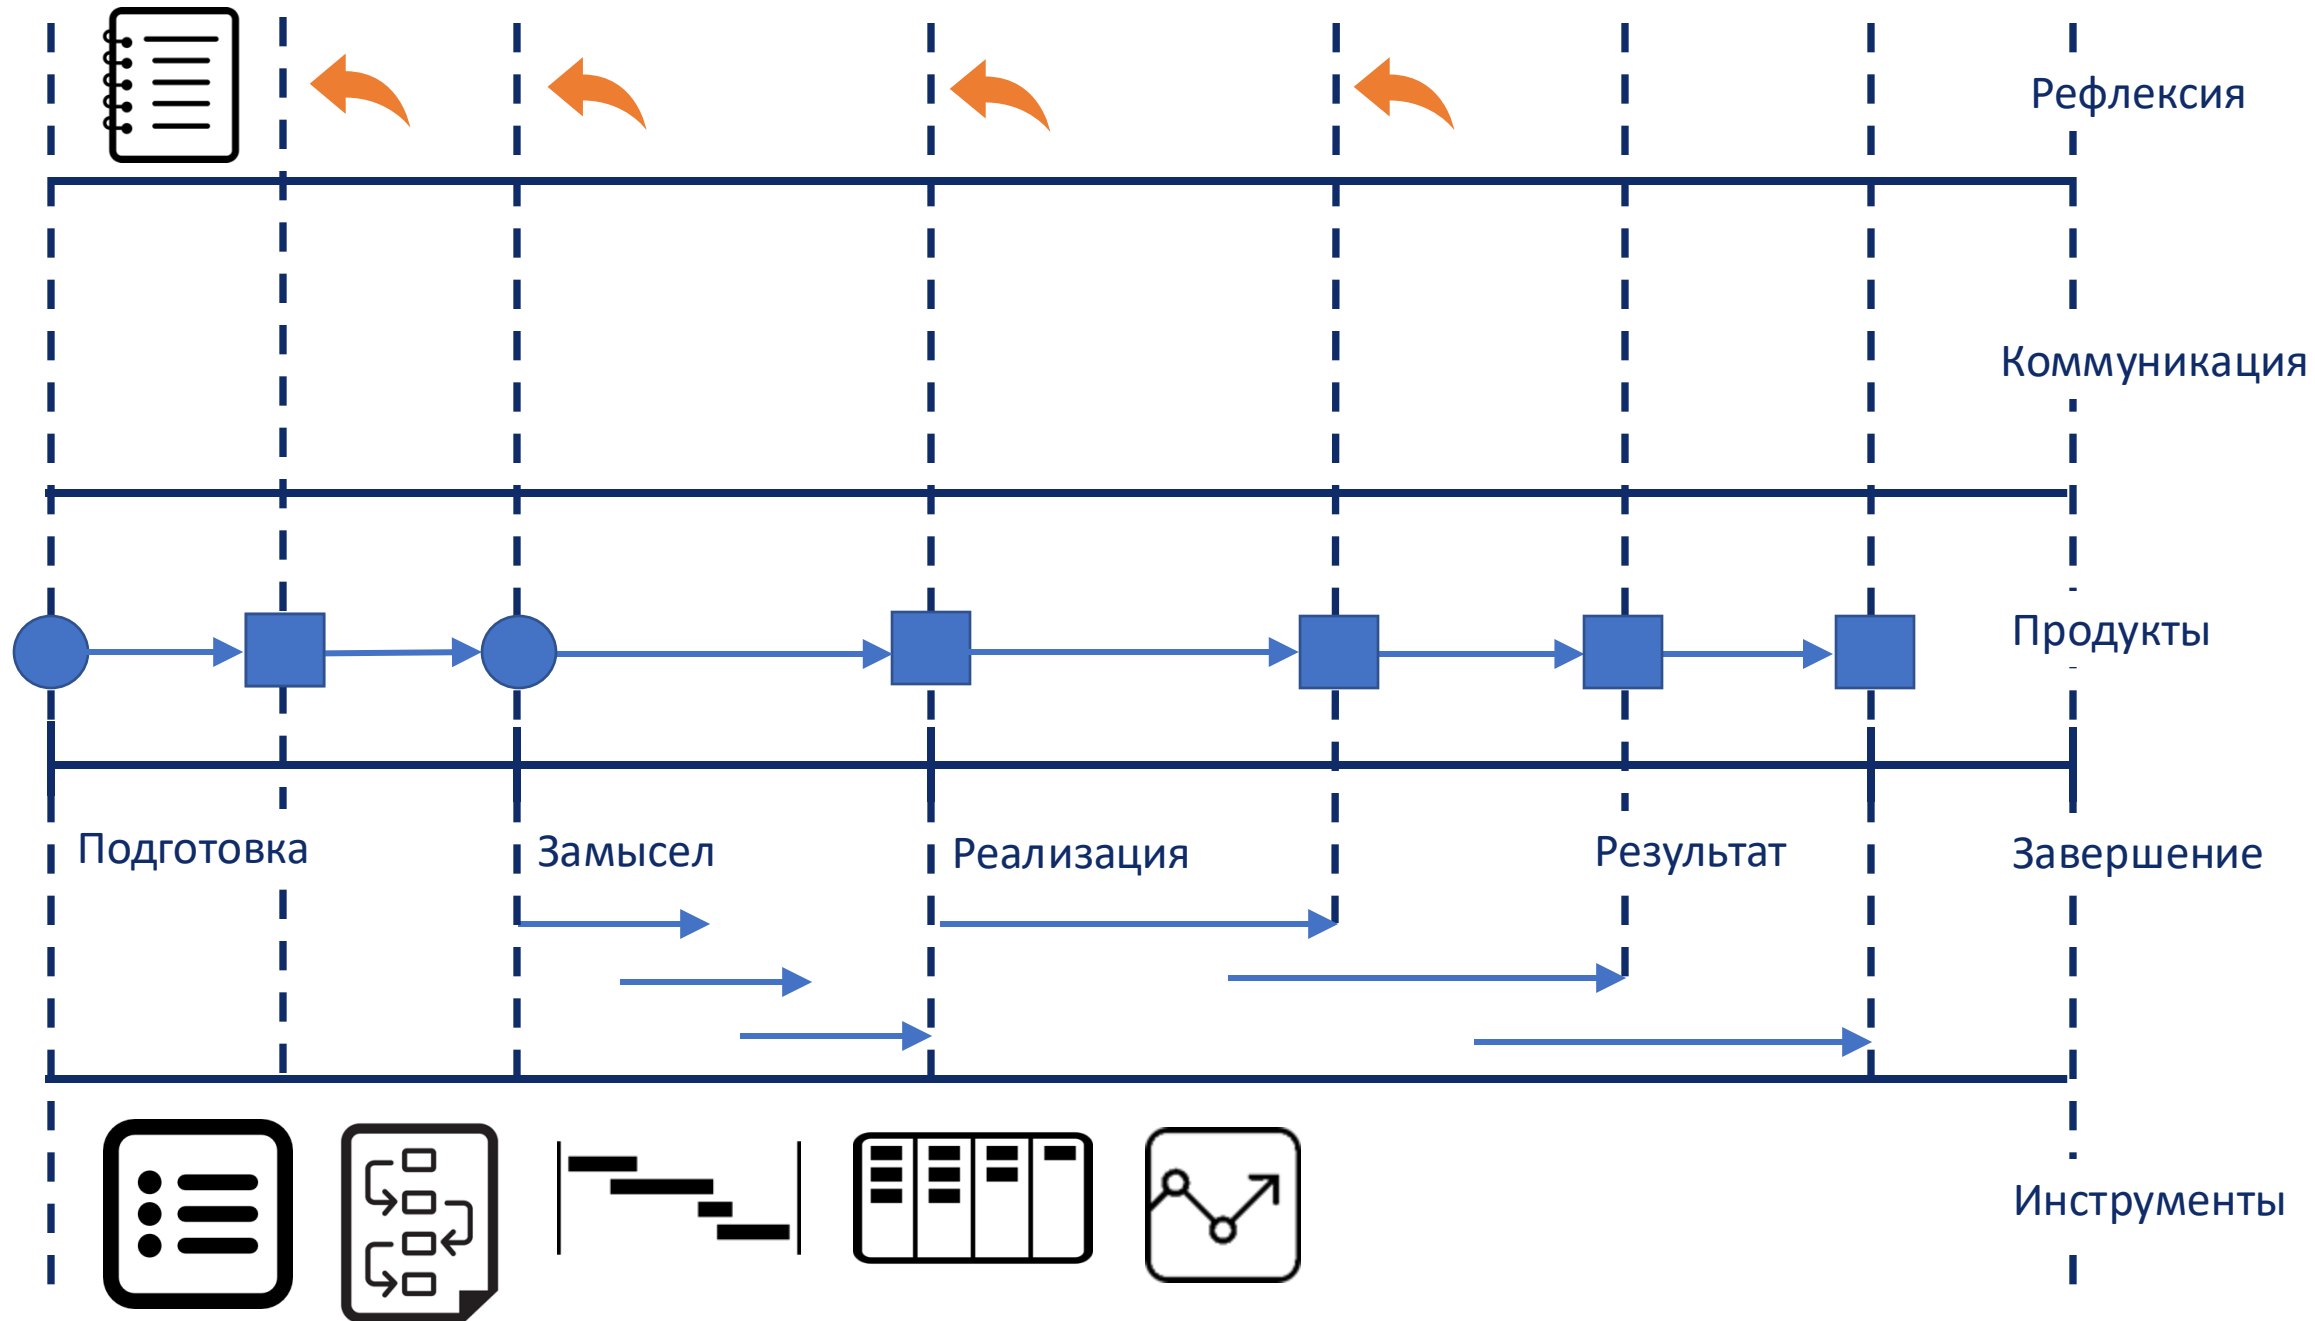 Рефлексия
Коммуникация
Продукты
Подготовка
Замысел
Реализация
Результат
Завершение
Инструменты